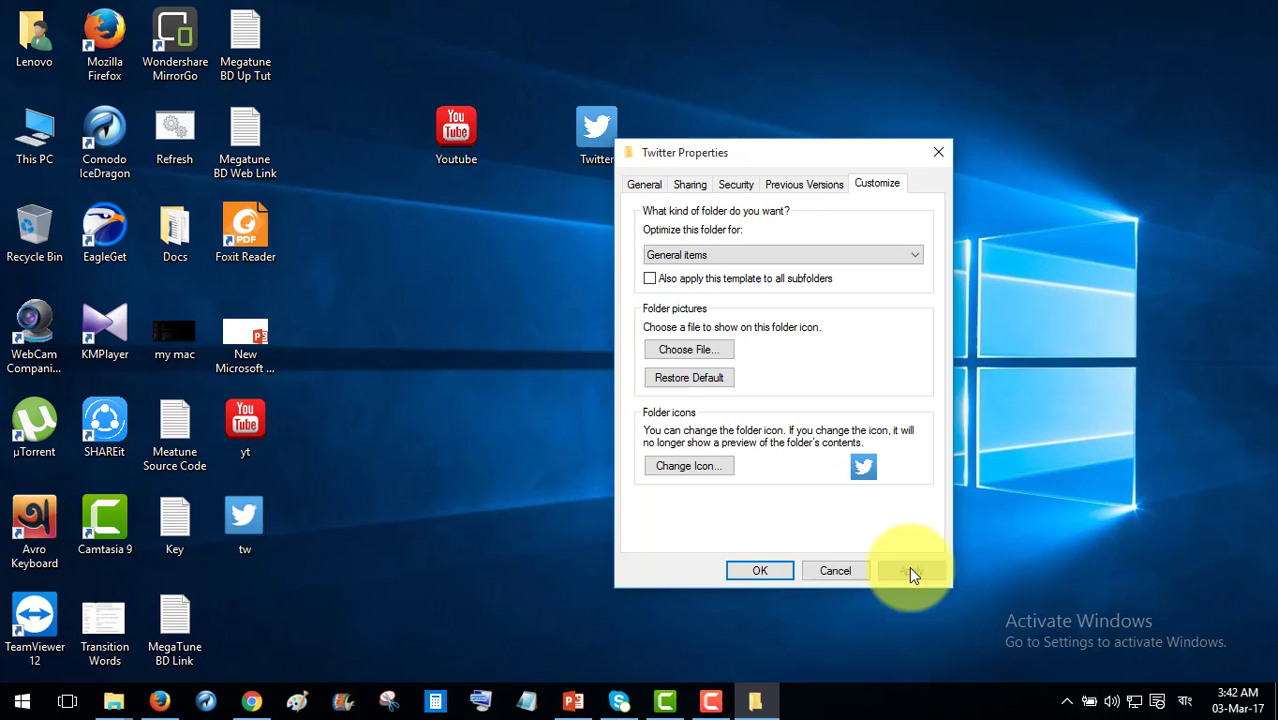 Lenovo
Mozilla
Firefox
Wondershare
MirrorGo
Megatune
BD Up Tut
This PC
Comodo
IceDragon
Refresh
Megatune
BD Web Link
Recycle Bin
EagleGet
Docs
PDF
Foxit Reader
WebCam
Compani...
KMPlayer
my mac
New
Microsoft ...
µTorrent
SHAREit
Meatune
Source Code
You
Tube
yt
Avro
Keyboard
Camtasia 9
Key
tw
TeamViewer
12
Transition
Words
MegaTune
BD Link
You
Tube
Youtube
Twitter
Twitter Properties
General
Sharing
Security
Previous Versions
Customize
What kind of folder do you want?
Optimize this folder for:
General items
Also apply this template to all subfolders
Folder pictures
Choose a file to show on this folder icon.
Choose File...
Restore Default
Folder icons
You can change the folder icon. If you change the icon, it will
no longer show a preview of the folder's contents.
Change Icon...
OK
Cancel
Activate Windows
Go to Settings to activate Windows.
বাং
3:42 AM
03-Mar-17